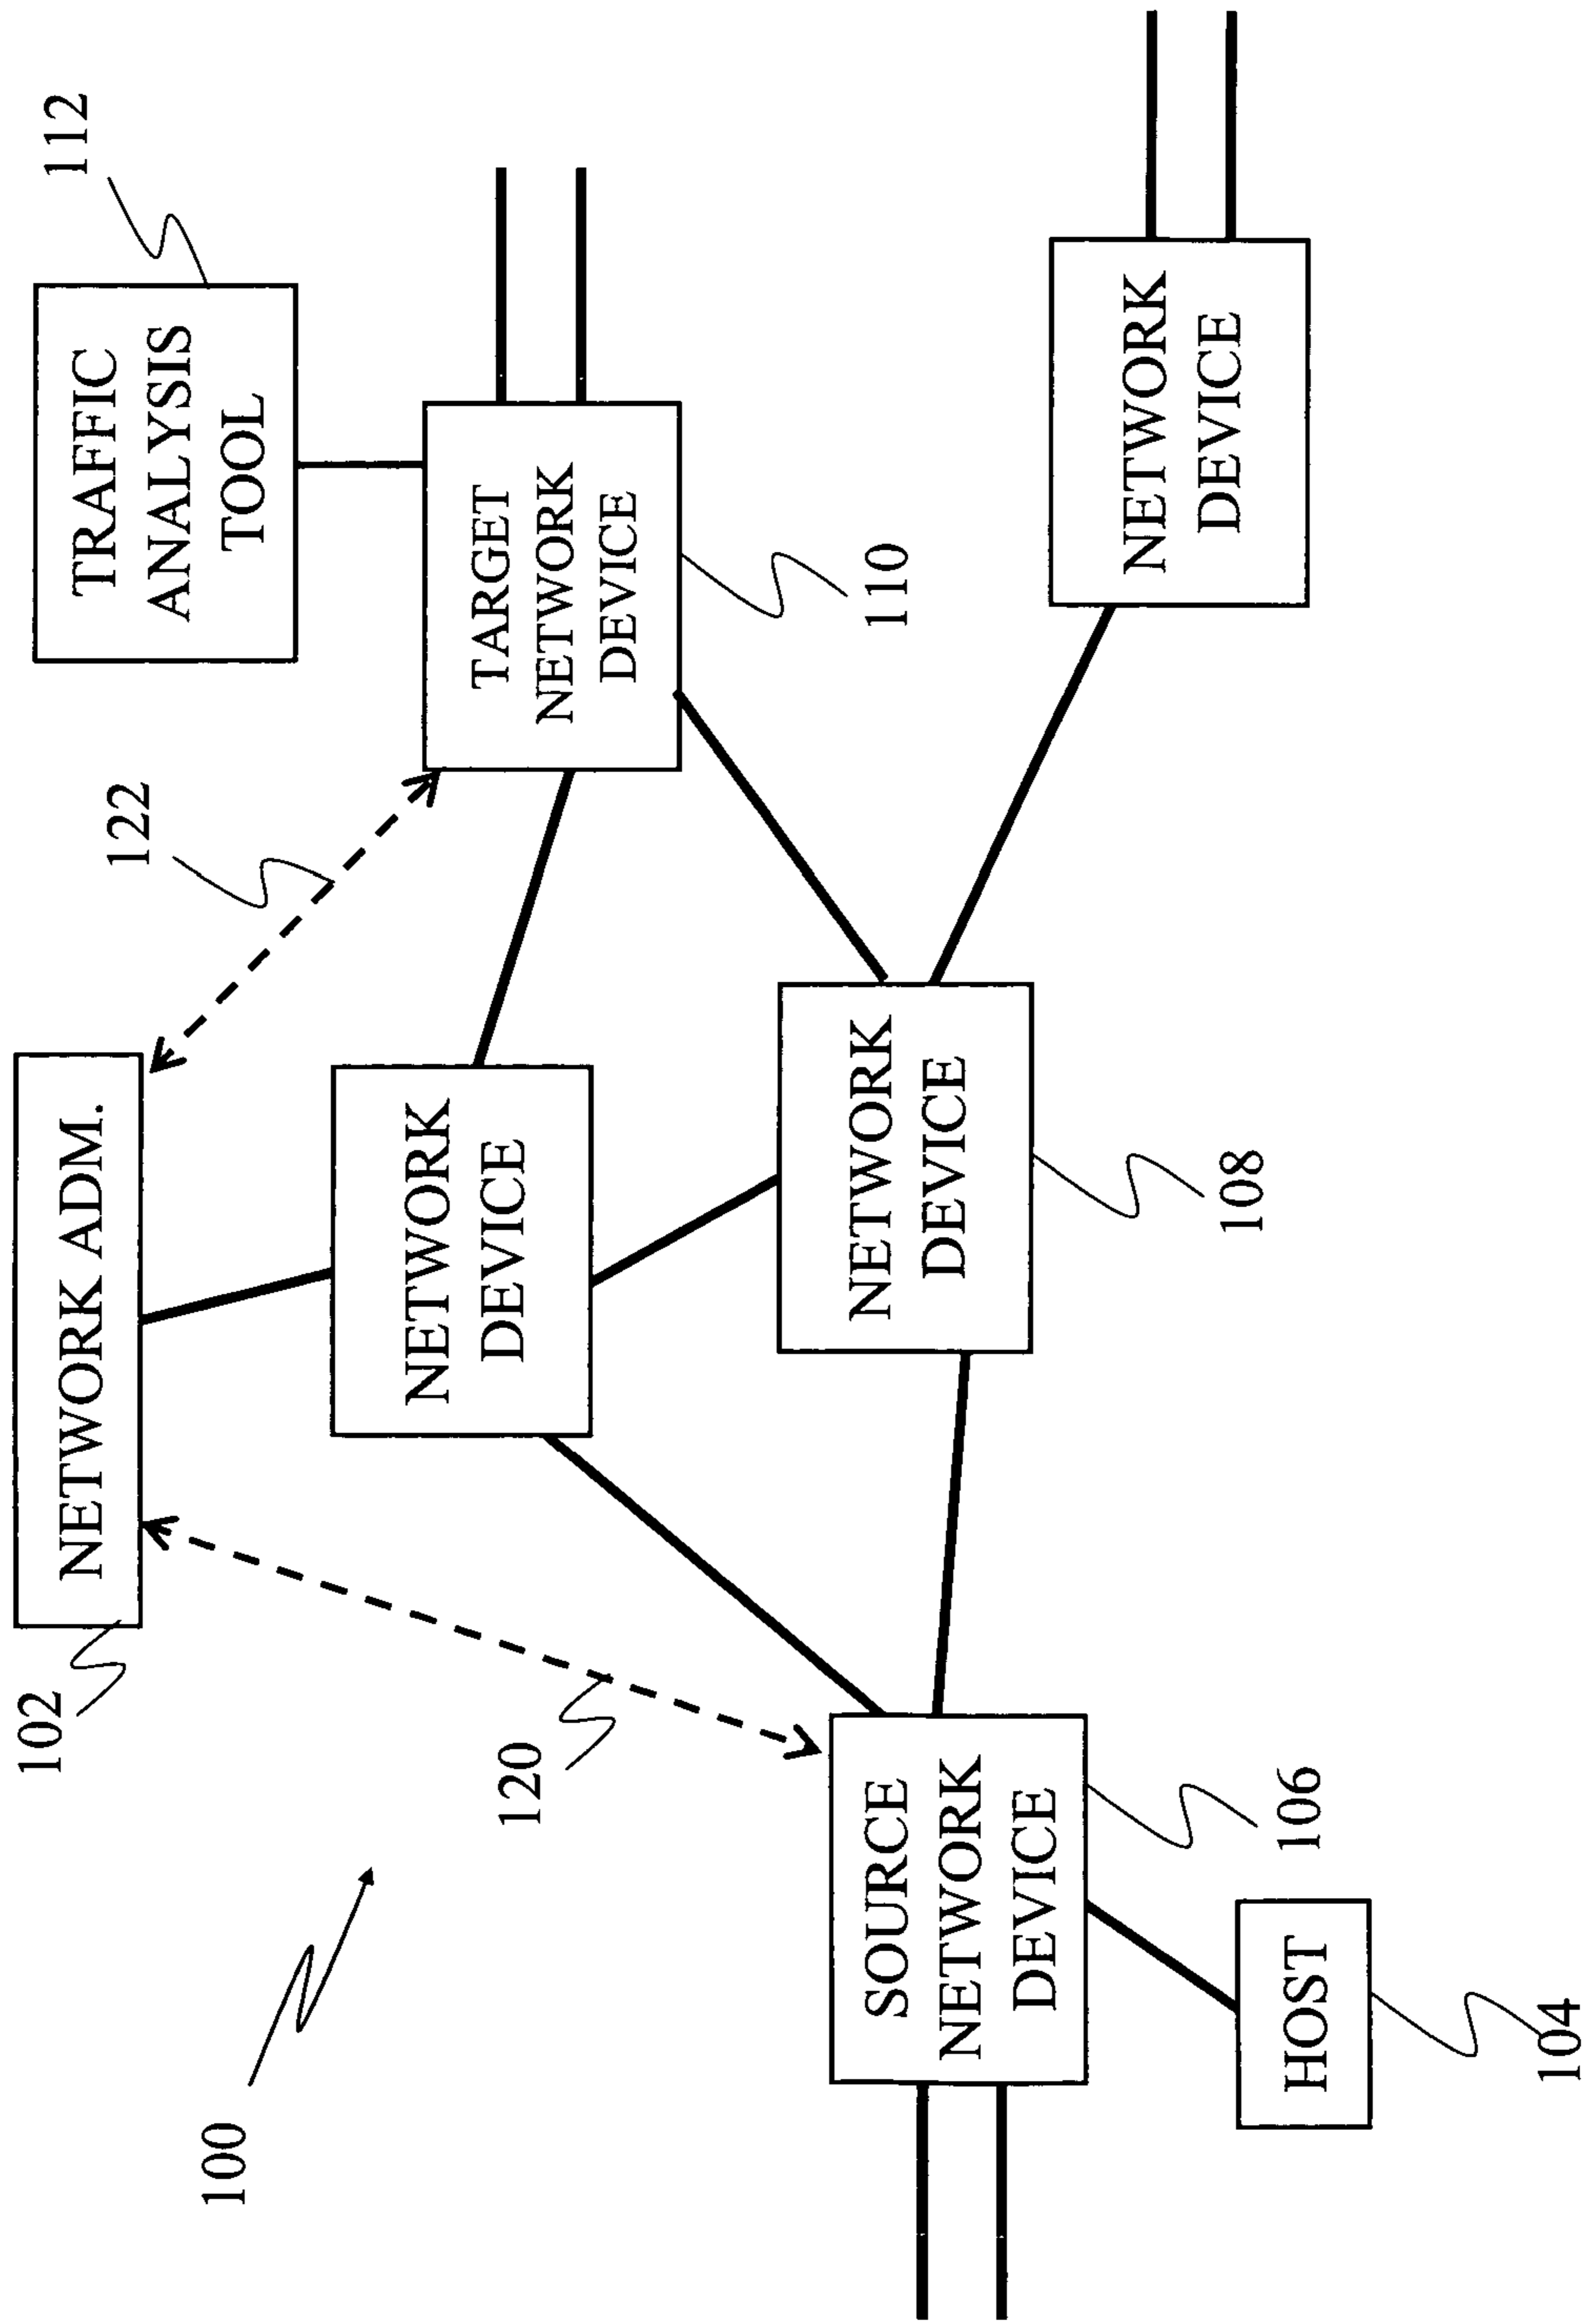 100
102
NETWORK ADM.
122
TRAFFIC
ANALYSIS
TOOL
112
120
NETWORK
DEVICE
TARGET
NETWORK
DEVICE
110
SOURCE
NETWORK
DEVICE
106
NETWORK
DEVICE
108
NETWORK
DEVICE
HOST
104